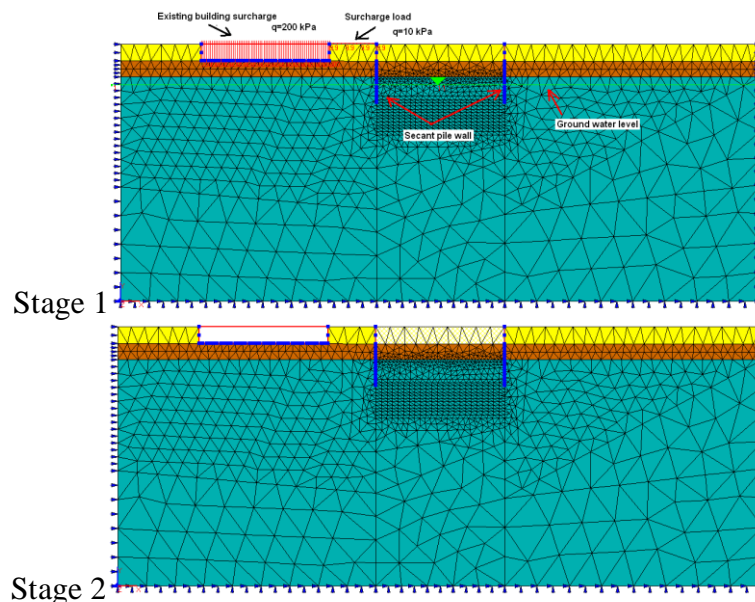 Existing building surcharge
q=200 kPa
Surcharge load
q=10 kPa
Secant pile wall
Ground water level
Stage 1
Stage 2